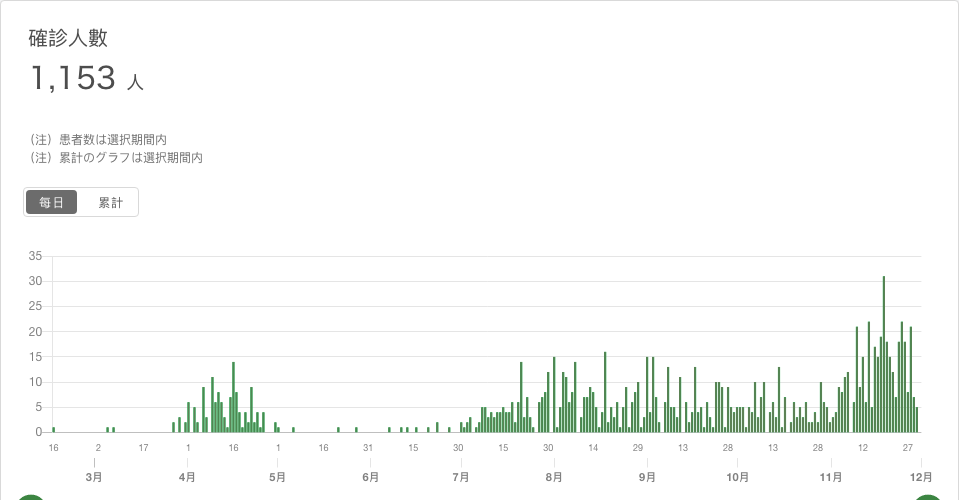 確診人數
1,153 人
（注）患者数は選択期間内
（注）累計のグラフは選択期間内
每日 累計
35
30
25
20
15
10
5
0
16 2 17 1 16 1 16 31 15 30 15 30 14 29 13 28 13 28 12 27
3月 4月 5月 6月 7月 8月 9月 10月 11月 12月